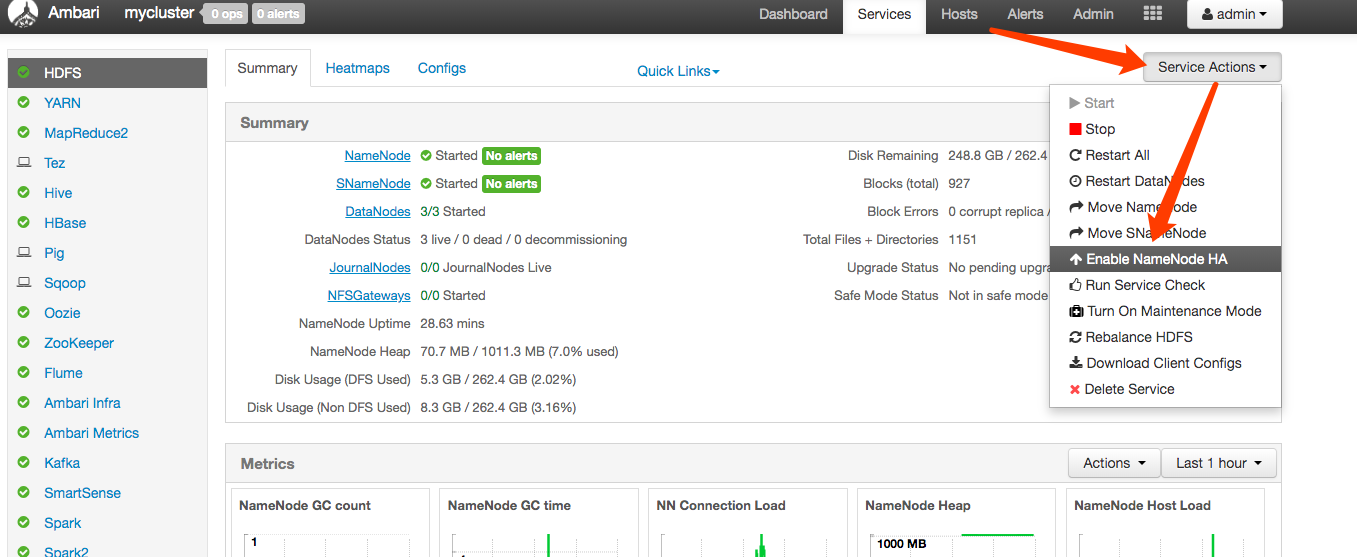 Ambari mycluster 0 ops 0 alerts Dashboard Services Hosts Alerts Admin admin
HDFS
YARN
MapReduce2
Tez
Hive
HBase
Pig
Sqoop
Oozie
ZooKeeper
Flume
Ambari Infra
Ambari Metrics
Kafka
SmartSense
Spark
Spark2
Summary Heatmaps Configs Quick Links Service Actions
Start
Stop
Restart All
Restart DataNodes
Move NameNode
Move SNameNode
Enable NameNode HA
Run Service Check
Turn On Maintenance Mode
Rebalance HDFS
Download Client Configs
Delete Service
Summary
NameNode Started No alerts
SNameNode Started No alerts
DataNodes 3/3 Started
DataNodes Status 3 live / 0 dead / 0 decommissioning
JournalNodes 0/0 JournalNodes Live
NFSGateways 0/0 Started
NameNode Uptime 28.63 mins
NameNode Heap 70.7 MB / 1011.3 MB (7.0% used)
Disk Usage (DFS Used) 5.3 GB / 262.4 GB (2.02%)
Disk Usage (Non DFS Used) 8.3 GB / 262.4 GB (3.16%)
Disk Remaining 248.8 GB / 262.4
Blocks (total) 927
Block Errors 0 corrupt replica /
Total Files + Directories 1151
Upgrade Status No pending upgra
Safe Mode Status Not in safe mode
Metrics Actions Last 1 hour
NameNode GC count
1
NameNode GC time
NN Connection Load
NameNode Heap
1000 MB
NameNode Host Load